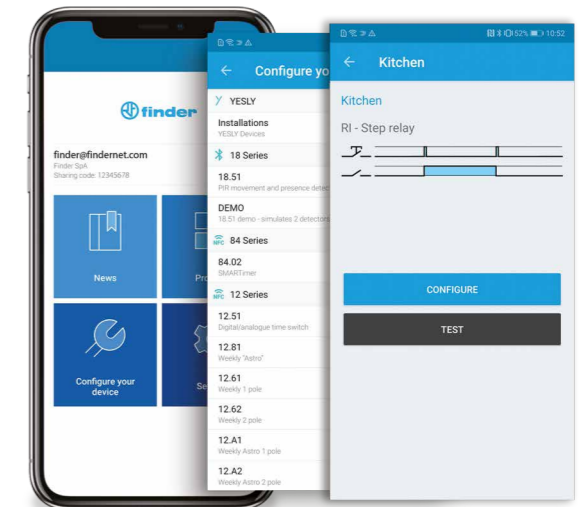 finder
finder@findernet.com
Finder SpA
Sharing code: 12345678
News
Pro
Configure your
device
Se
Configure yo
YESLY
Installations
YESLY Devices
18 Series
18.51
PIR movement and presence detec
DEMO
18.51 demo - simulates 2 detectors
NFC 84 Series
84.02
SMARTimer
NFC 12 Series
12.51
Digital/analogue time switch
12.81
Weekly "Astro"
12.61
Weekly 1 pole
12.62
Weekly 2 pole
12.A1
Weekly Astro 1 pole
12.A2
Weekly Astro 2 pole
52% 10:52
Kitchen
Kitchen
RI - Step relay
CONFIGURE
TEST